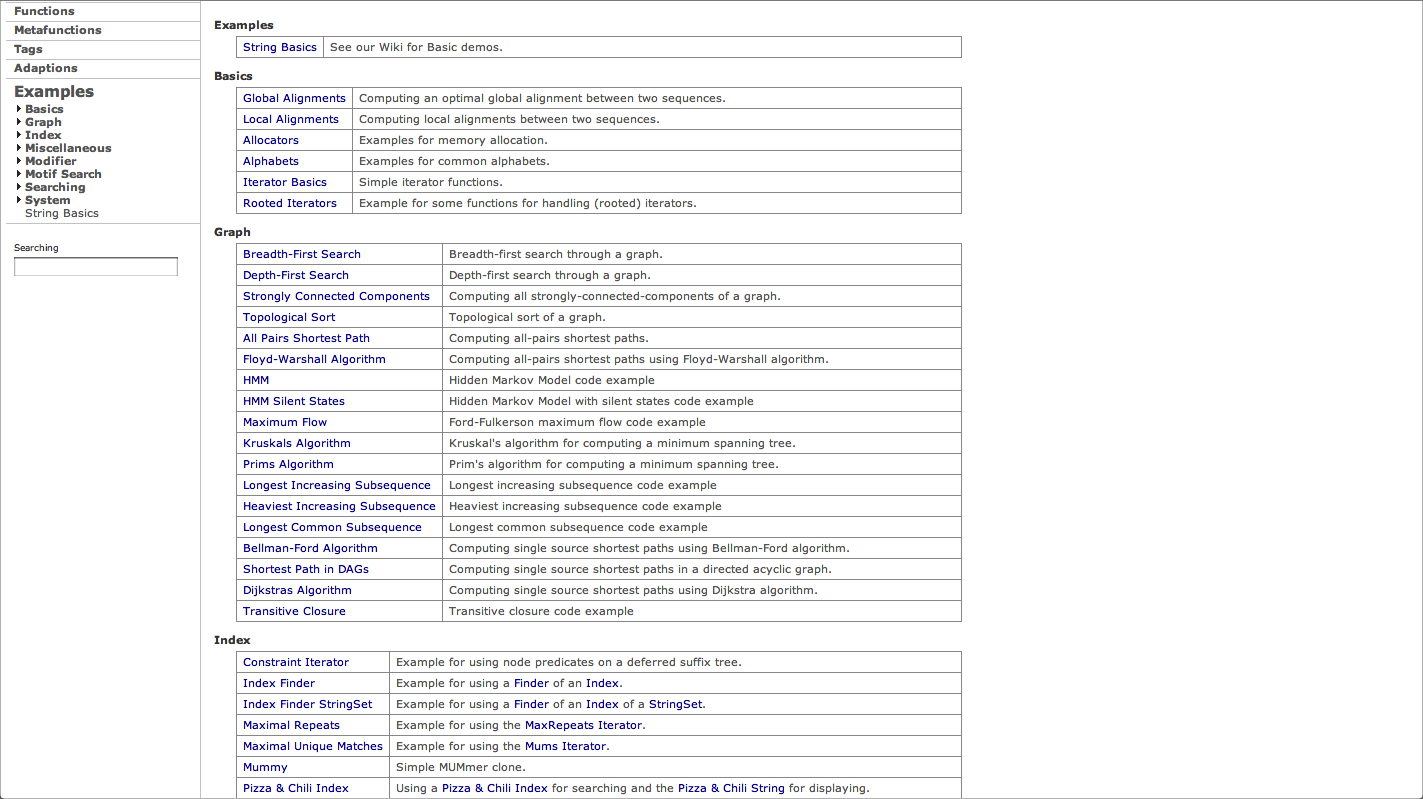 Functions
Metafunctions
Tags
Adaptions
Examples
Basics
Graph
Index
Miscellaneous
Modifier
Motif Search
Searching
System
String Basics
Searching
Examples
String Basics See our Wiki for Basic demos.
Basics
Global Alignments Computing an optimal global alignment between two sequences.
Local Alignments Computing local alignments between two sequences.
Allocators Examples for memory allocation.
Alphabets Examples for common alphabets.
Iterator Basics Simple iterator functions.
Rooted Iterators Example for some functions for handling (rooted) iterators.
Graph
Breadth-First Search Breadth-first search through a graph.
Depth-First Search Depth-first search through a graph.
Strongly Connected Components Computing all strongly-connected-components of a graph.
Topological Sort Topological sort of a graph.
All Pairs Shortest Path Computing all-pairs shortest paths.
Floyd-Warshall Algorithm Computing all-pairs shortest paths using Floyd-Warshall algorithm.
HMM Hidden Markov Model code example
HMM Silent States Hidden Markov Model with silent states code example
Maximum Flow Ford-Fulkerson maximum flow code example
Kruskals Algorithm Kruskal's algorithm for computing a minimum spanning tree.
Prims Algorithm Prim's algorithm for computing a minimum spanning tree.
Longest Increasing Subsequence Longest increasing subsequence code example
Heaviest Increasing Subsequence Heaviest increasing subsequence code example
Longest Common Subsequence Longest common subsequence code example
Bellman-Ford Algorithm Computing single source shortest paths using Bellman-Ford algorithm.
Shortest Path in DAGs Computing single source shortest paths in a directed acyclic graph.
Dijkstras Algorithm Computing single source shortest paths using Dijkstra algorithm.
Transitive Closure Transitive closure code example
Index
Constraint Iterator Example for using node predicates on a deferred suffix tree.
Index Finder Example for using a Finder of an Index.
Index Finder StringSet Example for using a Finder of an Index of a StringSet.
Maximal Repeats Example for using the MaxRepeats Iterator.
Maximal Unique Matches Example for using the Mums Iterator.
Mummy Simple MUMmer clone.
Pizza & Chili Index Using a Pizza & Chili Index for searching and the Pizza & Chili String for displaying.